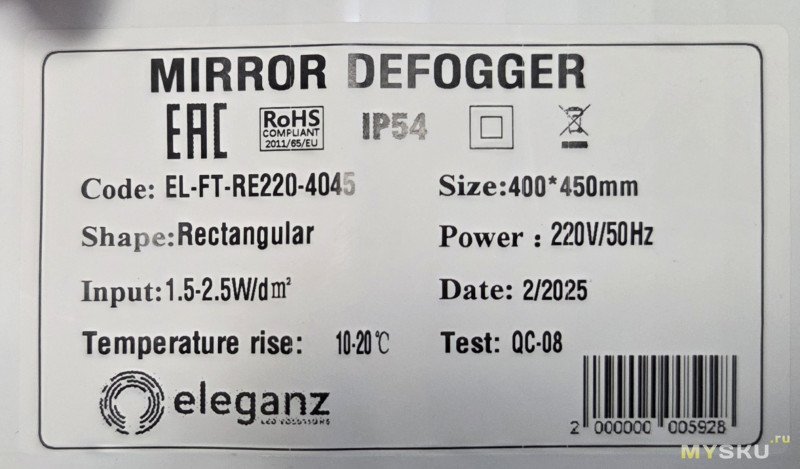 MIRROR DEFOGGER
EAC RoHS COMPLIANT 2011/65/EU IP54
Code: EL-FT-RE220-4045 Size:400*450mm
Shape:Rectangular Power : 220V/50Hz
Input:1.5-2.5W/dm² Date: 2/2025
Temperature rise: 10-20℃ Test: QC-08
eleganz
LED SOLUTIONS
2 000000 005928
MYSKU.ru